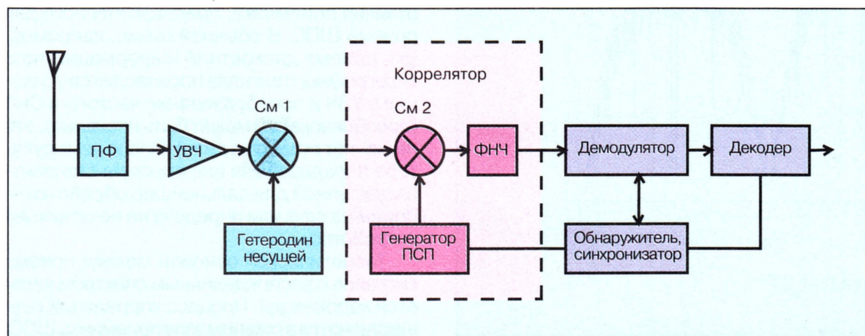 Коррелятор
См 1
См 2
ПФ
УВЧ
ФНЧ
Демодулятор
Декодер
Гетеродин
несущей
Генератор
ПСП
Обнаружитель,
синхронизатор